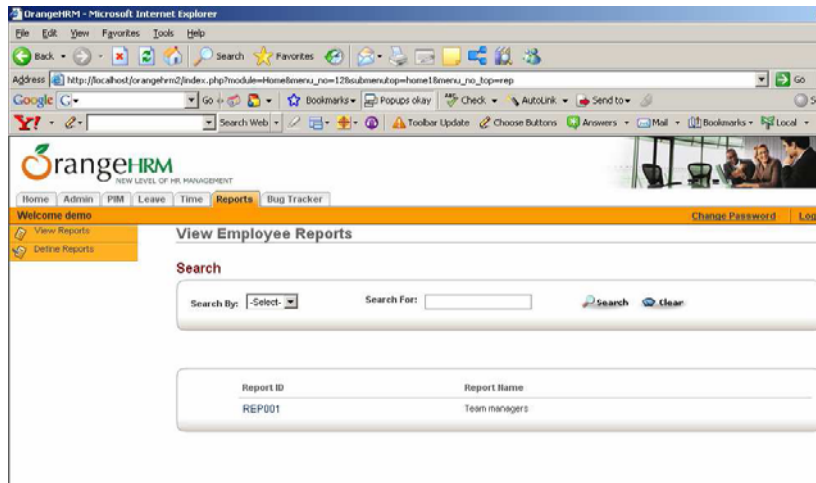 OrangeHRM - Microsoft Internet Explorer
File Edit View Favorites Tools Help
Back Search Favorites
Address http://localhost/orangehrm2/index.php?module=Home&menu_no=12&submenutop=home1&menu_no_top=rep Go
Google G Go Bookmarks Popups okay Check AutoLink Send to S
Y! Search Web Toolbar Update Choose Buttons Answers Mail Bookmarks Local
OrangeHRM
NEW LEVEL OF HR MANAGEMENT
Home Admin PIM Leave Time Reports Bug Tracker
Welcome demo Change Password Log
View Reports
Define Reports
View Employee Reports
Search
Search By: -Select- Search For: Search Clear
Report ID Report Name
REP001 Team managers